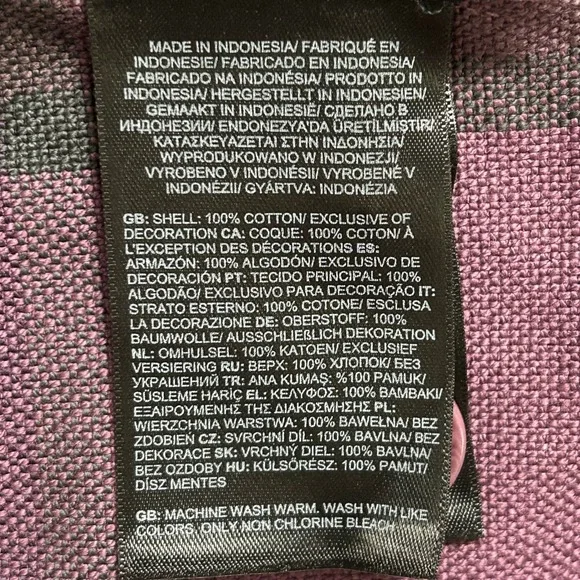 MADE IN INDONESIA/ FABRIQUÉ EN
INDONESIE/ FABRICADO EN INDONESIA/
FABRICADO NA INDONÉSIA/ PRODOTTO IN
INDONESIA/ HERGESTELLT IN INDONESIEN/
GEMAAKT IN INDONESIË/ СДЕЛАНО В
ИНДОНЕЗИИ/ ENDONEZYA'DA ÜRETİLMİŞTİR/
ΚΑΤΑΣΚΕΥΑΖΕΤΑΙ ΣΤΗΝ ΙΝΔΟΝΗΣΙΑ/
WYPRODUKOWANO W INDONEZJI/
VYROBENO V INDONÉSII/ VYROBENÉ V
INDONÉZII/ GYÁRTVA: INDONÉZIA
GB: SHELL: 100% COTTON/ EXCLUSIVE OF
DECORATION CA: COQUE: 100% COTON/ À
L'EXCEPTION DES DÉCORATIONS ES:
ARMAZÓN: 100% ALGODÓN/ EXCLUSIVO DE
DECORACIÓN PT: TECIDO PRINCIPAL: 100%
ALGODÃO/ EXCLUSIVO PARA DECORAÇÃO IT:
STRATO ESTERNO: 100% COTONE/ ESCLUSA
LA DECORAZIONE DE: OBERSTOFF: 100%
BAUMWOLLE/ AUSSCHLIEßLICH DEKORATION
NL: OMHULSEL: 100% KATOEN/ EXCLUSIEF
VERSIERING RU: ВЕРХ: 100% ХЛОПОК/ БЕЗ
УКРАШЕНИЙ TR: ANA KUMAŞ: %100 PAMUK/
SÜSLEME HARİÇ EL: ΚΕΛΥΦΟΣ: 100% ΒΑΜΒΑΚΙ/
ΕΞΑΙΡΟΥΜΕΝΗΣ ΤΗΣ ΔΙΑΚΟΣΜΗΣΗΣ PL:
WIERZCHNIA WARSTWA: 100% BAWEŁNA/ BEZ
ZDOBIEŃ CZ: SVRCHNÍ DÍL: 100% BAVLNA/ BEZ
DEKORACE SK: VRCHNÝ DIEL: 100% BAVLNA/
BEZ OZDOBY HU: KÜLSŐRÉSZ: 100% PAMUT/
DÍSZ MENTES
GB: MACHINE WASH WARM. WASH WITH LIKE
COLORS. ONLY NON CHLORINE BLEACH